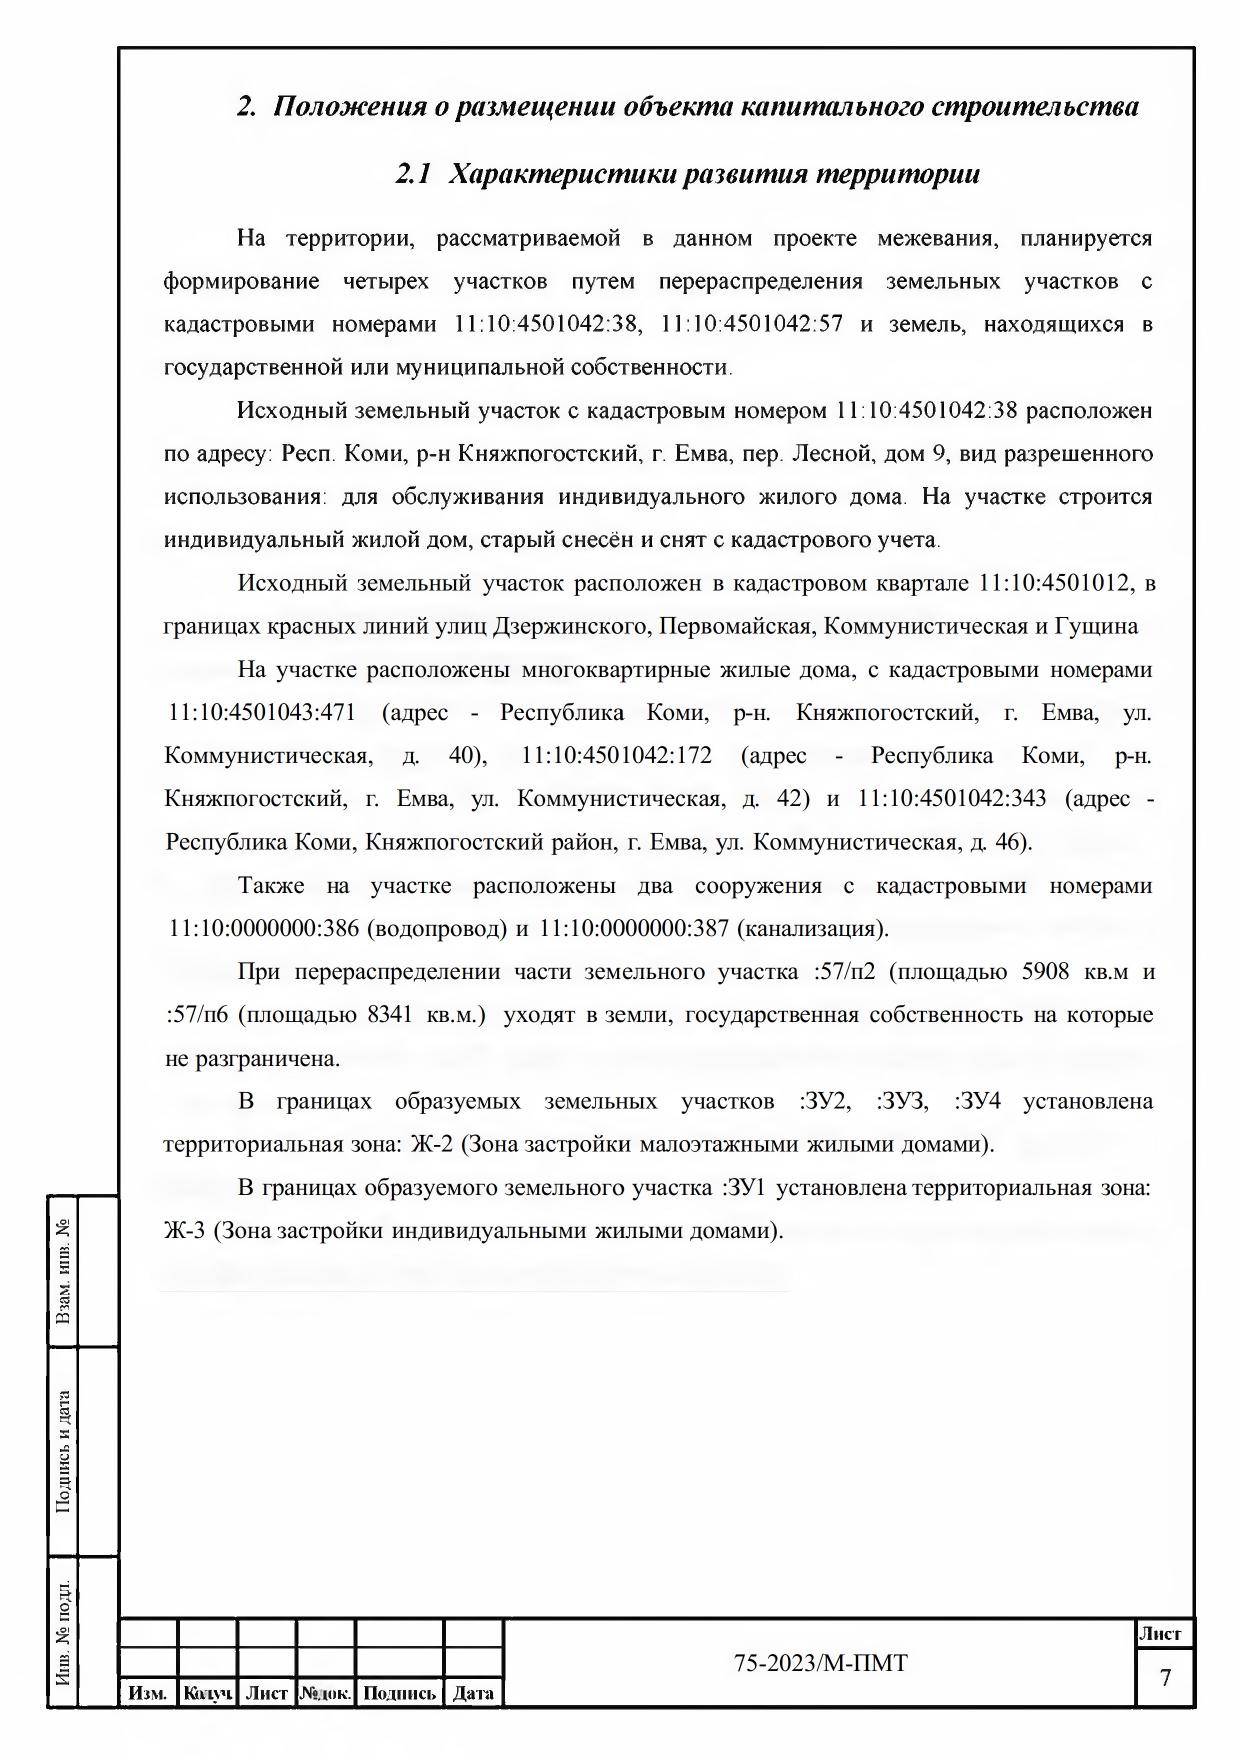 2. Положения о размещении объекта капитального строительства
2.1 Характеристики развития территории
На территории, рассматриваемой в данном проекте межевания, планируется
формирование четырех участков путем перераспределения земельных участков с
кадастровыми номерами 11:10:4501042:38, 11:10:4501042:57 и земель, находящихся в
государственной или муниципальной собственности.
Исходный земельный участок с кадастровым номером 11:10:4501042:38 расположен
по адресу: Респ. Коми, р-н Княжпогостский, г. Емва, пер. Лесной, дом 9, вид разрешенного
использования: для обслуживания индивидуального жилого дома. На участке строится
индивидуальный жилой дом, старый снесён и снят с кадастрового учета.
Исходный земельный участок расположен в кадастровом квартале 11:10:4501012, в
границах красных линий улиц Дзержинского, Первомайская, Коммунистическая и Гущина
На участке расположены многоквартирные жилые дома, с кадастровыми номерами
11:10:4501043:471 (адрес - Республика Коми, р-н. Княжпогостский, г. Емва, ул.
Коммунистическая, д. 40), 11:10:4501042:172 (адрес - Республика Коми, р-н.
Княжпогостский, г. Емва, ул. Коммунистическая, д. 42) и 11:10:4501042:343 (адрес -
Республика Коми, Княжпогостский район, г. Емва, ул. Коммунистическая, д. 46).
Также на участке расположены два сооружения с кадастровыми номерами
11:10:0000000:386 (водопровод) и 11:10:0000000:387 (канализация).
При перераспределении части земельного участка :57/п2 (площадью 5908 кв.м и
:57/п6 (площадью 8341 кв.м.) уходят в земли, государственная собственность на которые
не разграничена.
В границах образуемых земельных участков :ЗУ2, :ЗУ3, :ЗУ4 установлена
территориальная зона: Ж-2 (Зона застройки малоэтажными жилыми домами).
В границах образуемого земельного участка :ЗУ1 установлена территориальная зона:
Ж-3 (Зона застройки индивидуальными жилыми домами).
Взам. инв. №
Подпись и дата
Инв. № подл.
Изм. Кол.уч. Лист №док. Подпись Дата
75-2023/М-ПМТ
Лист
7